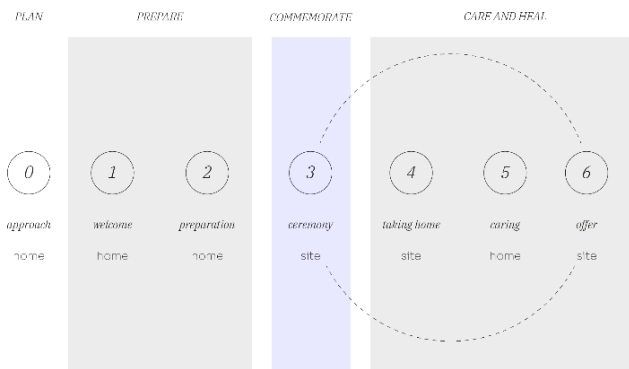 PLAN PREPARE COMMEMORATE CARE AND HEAL
0 1 2 3 4 5 6
approach welcome preparation ceremony taking home caring offer
home home home site site home site